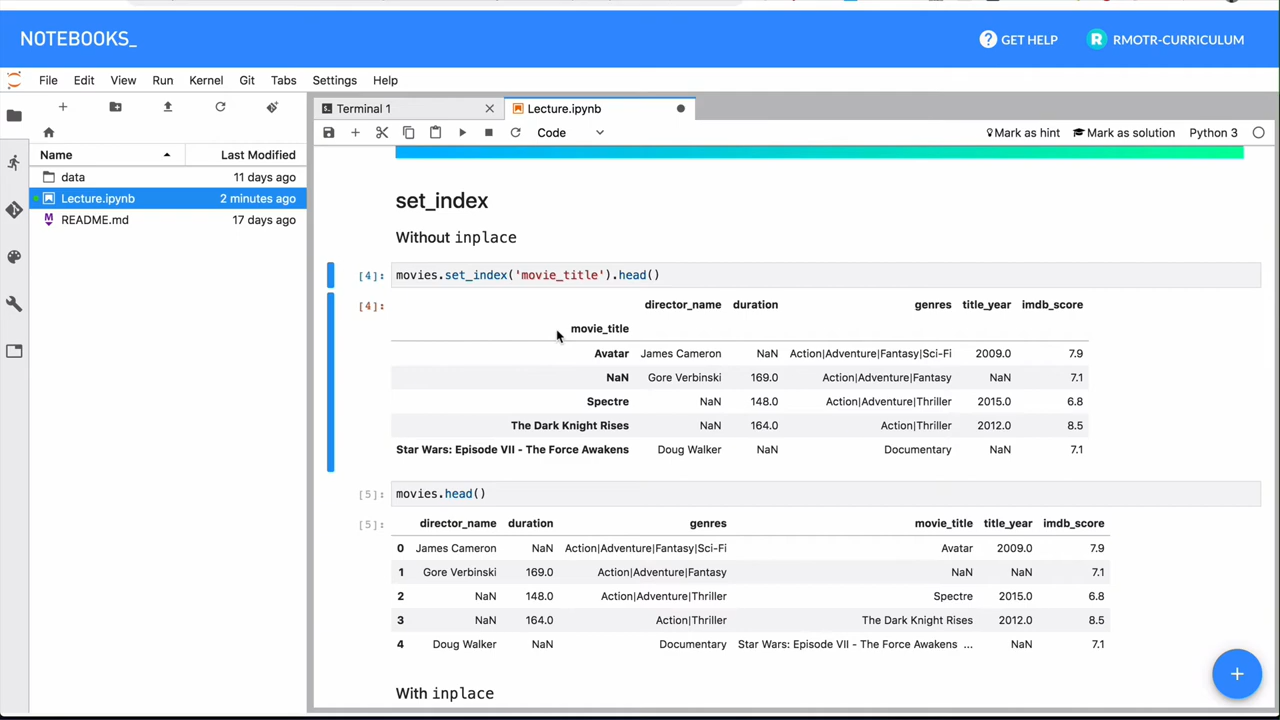 NOTEBOOKS_
GET HELP
R RMOTR-CURRICULUM
File Edit View Run Kernel Git Tabs Settings Help
Terminal 1
Lecture.ipynb
Code
Mark as hint
Mark as solution
Python 3
Name Last Modified
data 11 days ago
Lecture.ipynb 2 minutes ago
README.md 17 days ago
set_index
Without inplace
[4]: movies.set_index('movie_title').head()
[4]: director_name duration genres title_year imdb_score
movie_title
Avatar James Cameron NaN Action|Adventure|Fantasy|Sci-Fi 2009.0 7.9
NaN Gore Verbinski 169.0 Action|Adventure|Fantasy NaN 7.1
Spectre NaN 148.0 Action|Adventure|Thriller 2015.0 6.8
The Dark Knight Rises NaN 164.0 Action|Thriller 2012.0 8.5
Star Wars: Episode VII - The Force Awakens Doug Walker NaN Documentary NaN 7.1
[5]: movies.head()
[5]: director_name duration genres movie_title title_year imdb_score
0 James Cameron NaN Action|Adventure|Fantasy|Sci-Fi Avatar 2009.0 7.9
1 Gore Verbinski 169.0 Action|Adventure|Fantasy NaN NaN 7.1
2 NaN 148.0 Action|Adventure|Thriller Spectre 2015.0 6.8
3 NaN 164.0 Action|Thriller The Dark Knight Rises 2012.0 8.5
4 Doug Walker NaN Documentary Star Wars: Episode VII - The Force Awakens ... NaN 7.1
With inplace